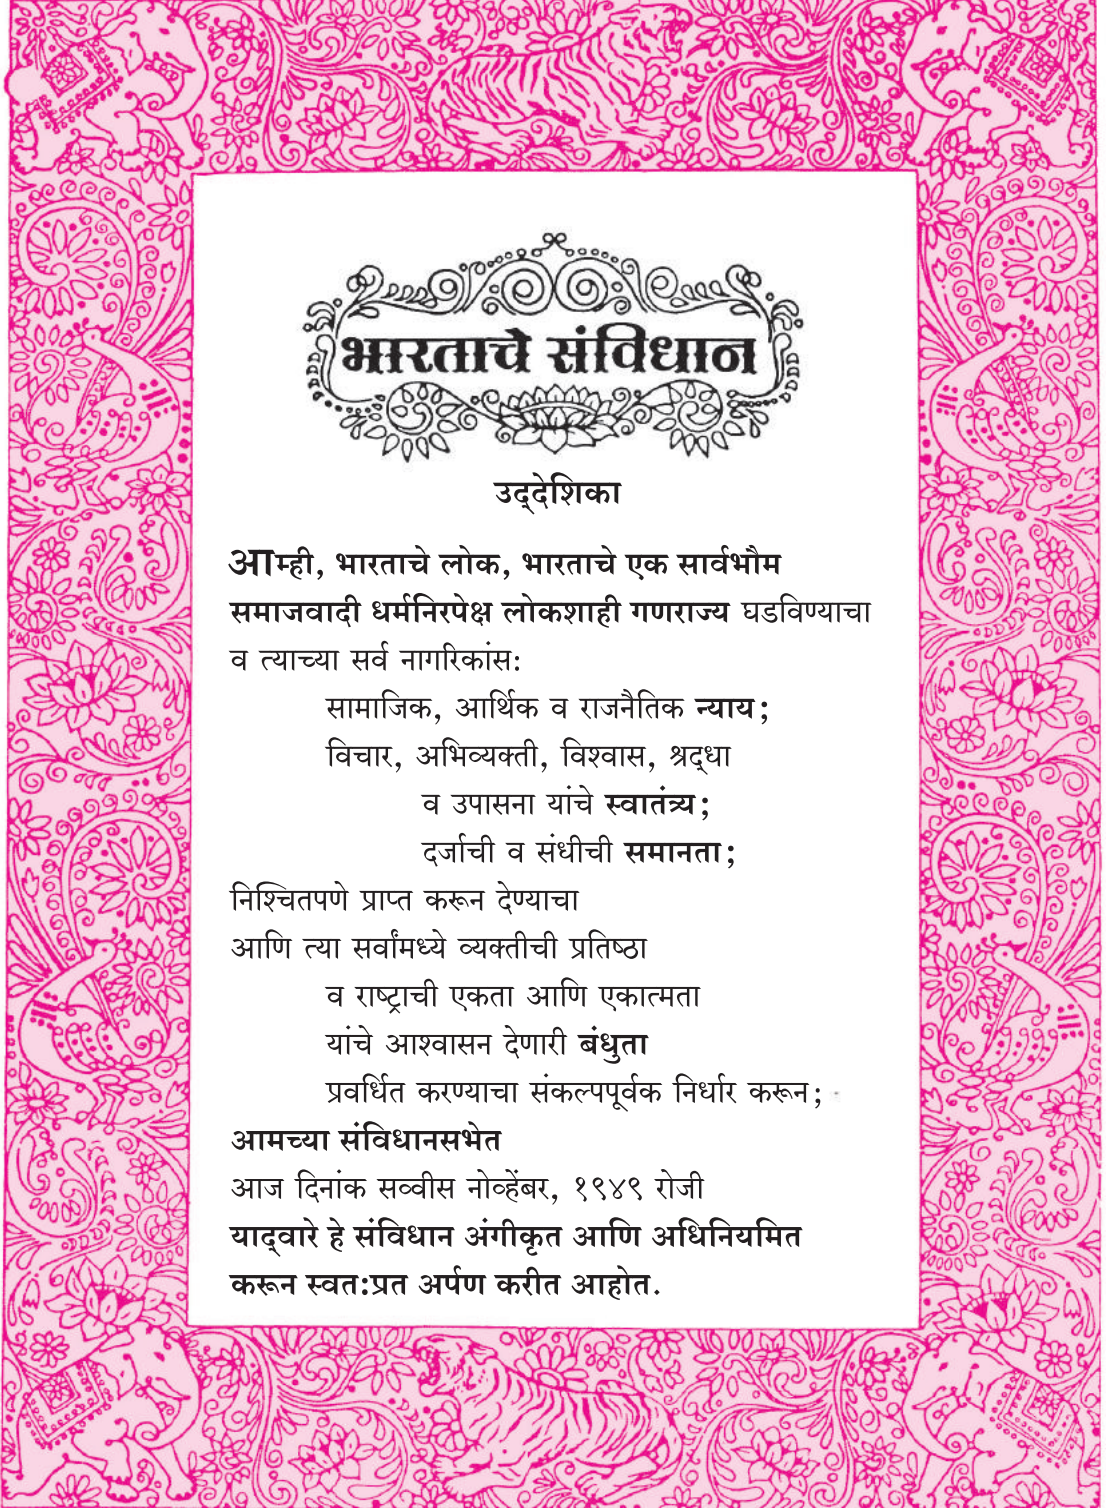 भारताचे संविधान
उद्‌देशिका
आम्ही, भारताचे लोक, भारताचे एक सार्वभौम
समाजवादी धर्मनिरपेक्ष लोकशाही गणराज्य घडविण्याचा
व त्याच्या सर्व नागरिकांस:
सामाजिक, आर्थिक व राजनैतिक न्याय;
विचार, अभिव्यक्ती, विश्वास, श्रद्‌धा
व उपासना यांचे स्वातंत्र्य;
दर्जाची व संधीची समानता;
निश्चितपणे प्राप्त करून देण्याचा
आणि त्या सर्वांमध्ये व्यक्तीची प्रतिष्ठा
व राष्ट्राची एकता आणि एकात्मता
यांचे आश्वासन देणारी बंधुता
प्रवर्धित करण्याचा संकल्पपूर्वक निर्धार करून;
आमच्या संविधानसभेत
आज दिनांक सव्वीस नोव्हेंबर, १९४९ रोजी
याद्‌वारे हे संविधान अंगीकृत आणि अधिनियमित
करून स्वत:प्रत अर्पण करीत आहोत.